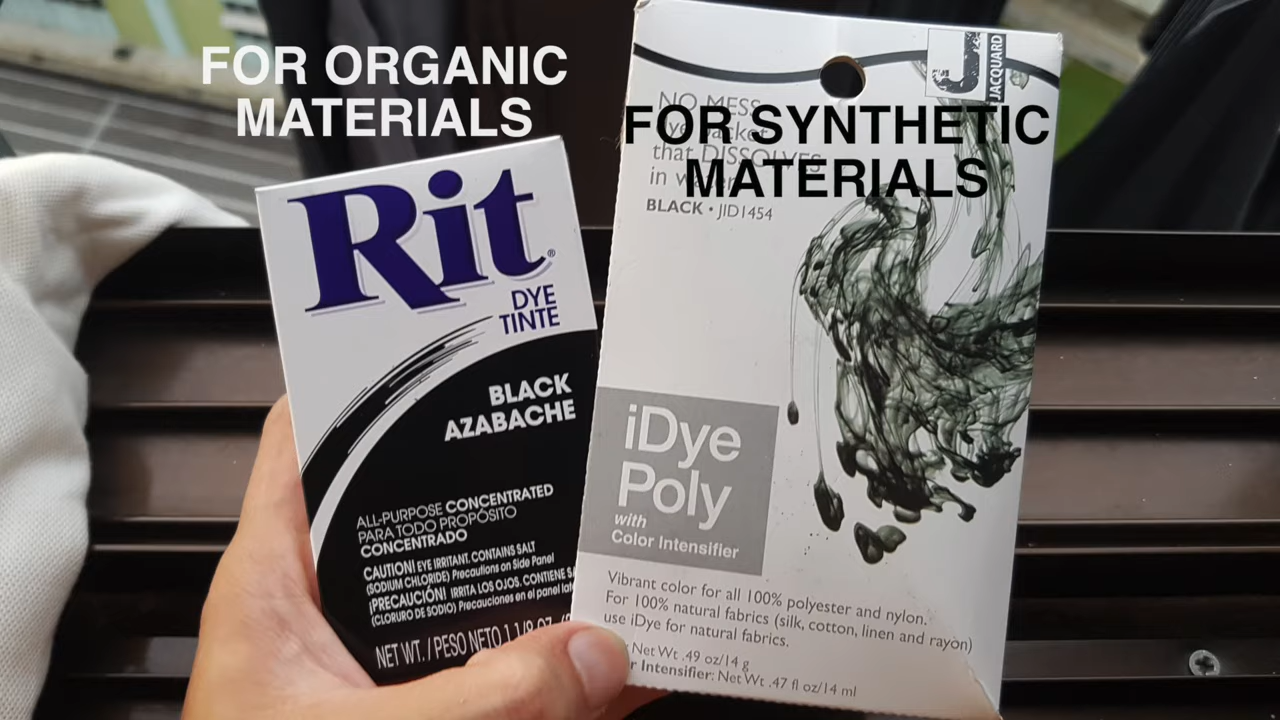 FOR ORGANIC
MATERIALS
Rit®
DYE
TINTE
BLACK
AZABACHE
ALL-PURPOSE CONCENTRATED
PARA TODO PROPÓSITO
CONCENTRADO
CAUTION! EYE IRRITANT. CONTAINS SALT
(SODIUM CHLORIDE) Precautions on Side Panel
¡PRECAUCIÓN! IRRITA LOS OJOS. CONTIENE
(CLORURO DE SODIO) Precauciones en el panel
NET WT. / PESO NETO 1 1/8 OZ.
J
JACQUARD
FOR SYNTHETIC
MATERIALS
NO MESS
that DISSOLVES
in
BLACK • JID1454
iDye
Poly
with
Color Intensifier
Vibrant color for all 100% polyester and nylon.
For 100% natural fabrics (silk, cotton, linen and rayon)
use iDye for natural fabrics.
Net Wt .49 oz/14 g
Intensifier: Net Wt .47 fl oz/14 ml